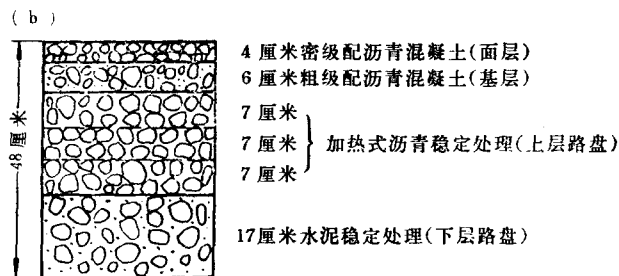 (b)
48厘米
4厘米密级配沥青混凝土(面层)
6厘米粗级配沥青混凝土(基层)
7厘米
7厘米
7厘米
加热式沥青稳定处理(上层路盘)
17厘米水泥稳定处理(下层路盘)